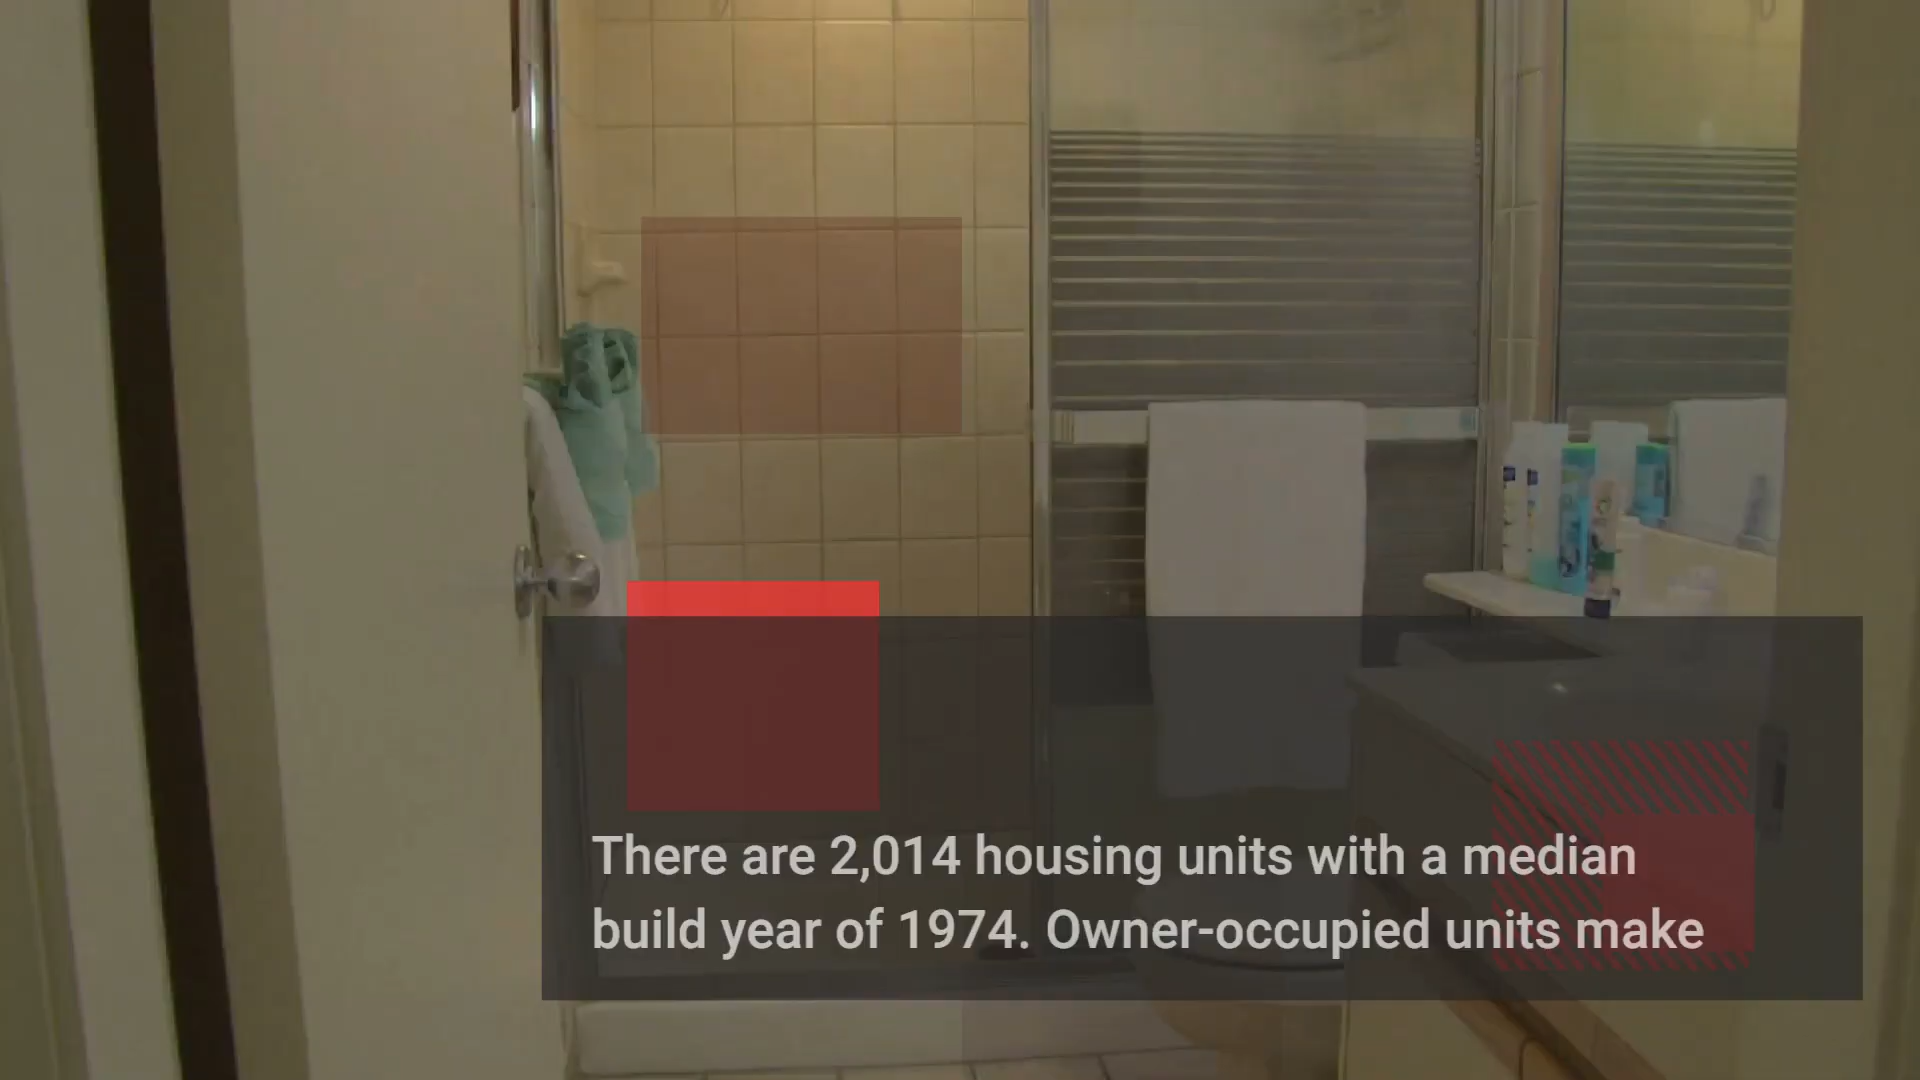 There are 2,014 housing units with a median
build year of 1974. Owner-occupied units make